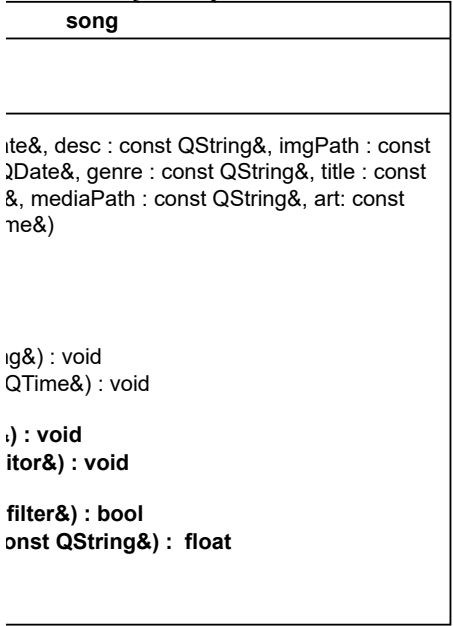 song
ate&, desc : const QString&, imgPath : const
QDate&, genre : const QString&, title : const
&, mediaPath : const QString&, art: const
me&)
ng&) : void
QTime&) : void
&) : void
itor&) : void
filter&) : bool
onst QString&) :  float